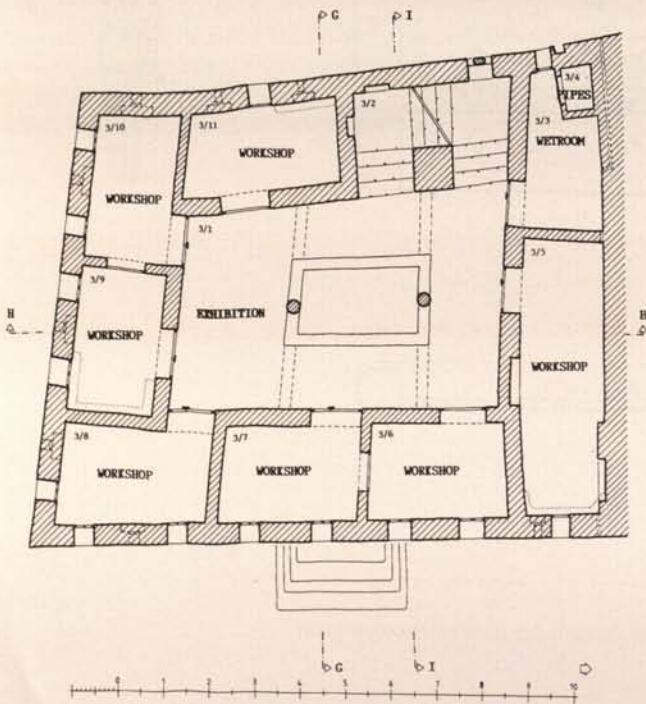 G I
3/4
PIPES
3/2
3/3
3/10
3/11
WETROOM
WORKSHOP
WORKSHOP
3/1
3/5
3/9
H H
EXHIBITION
WORKSHOP
WORKSHOP
3/8
3/7
3/6
WORKSHOP
WORKSHOP
WORKSHOP
G I
0 1 2 3 4 5 6 7 8 9 10